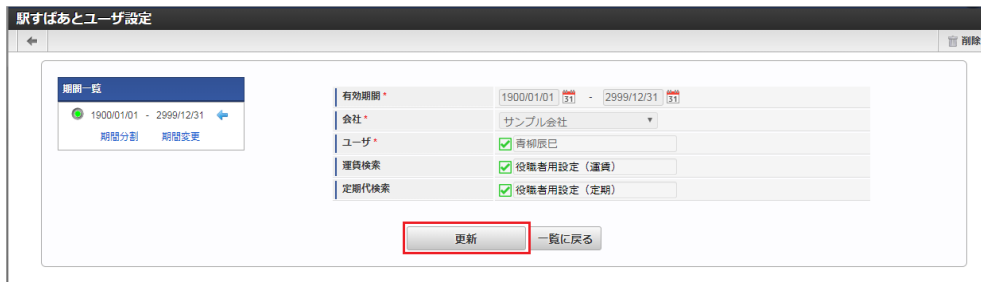 駅すぱあとユーザ設定
削除
期間一覧
1900/01/01 - 2999/12/31
期間分割 期間変更
有効期間* 1900/01/01 31 - 2999/12/31 31
会社* サンプル会社
ユーザ* 青柳辰巳
運賃検索 役職者用設定（運賃）
定期代検索 役職者用設定（定期）
更新 一覧に戻る